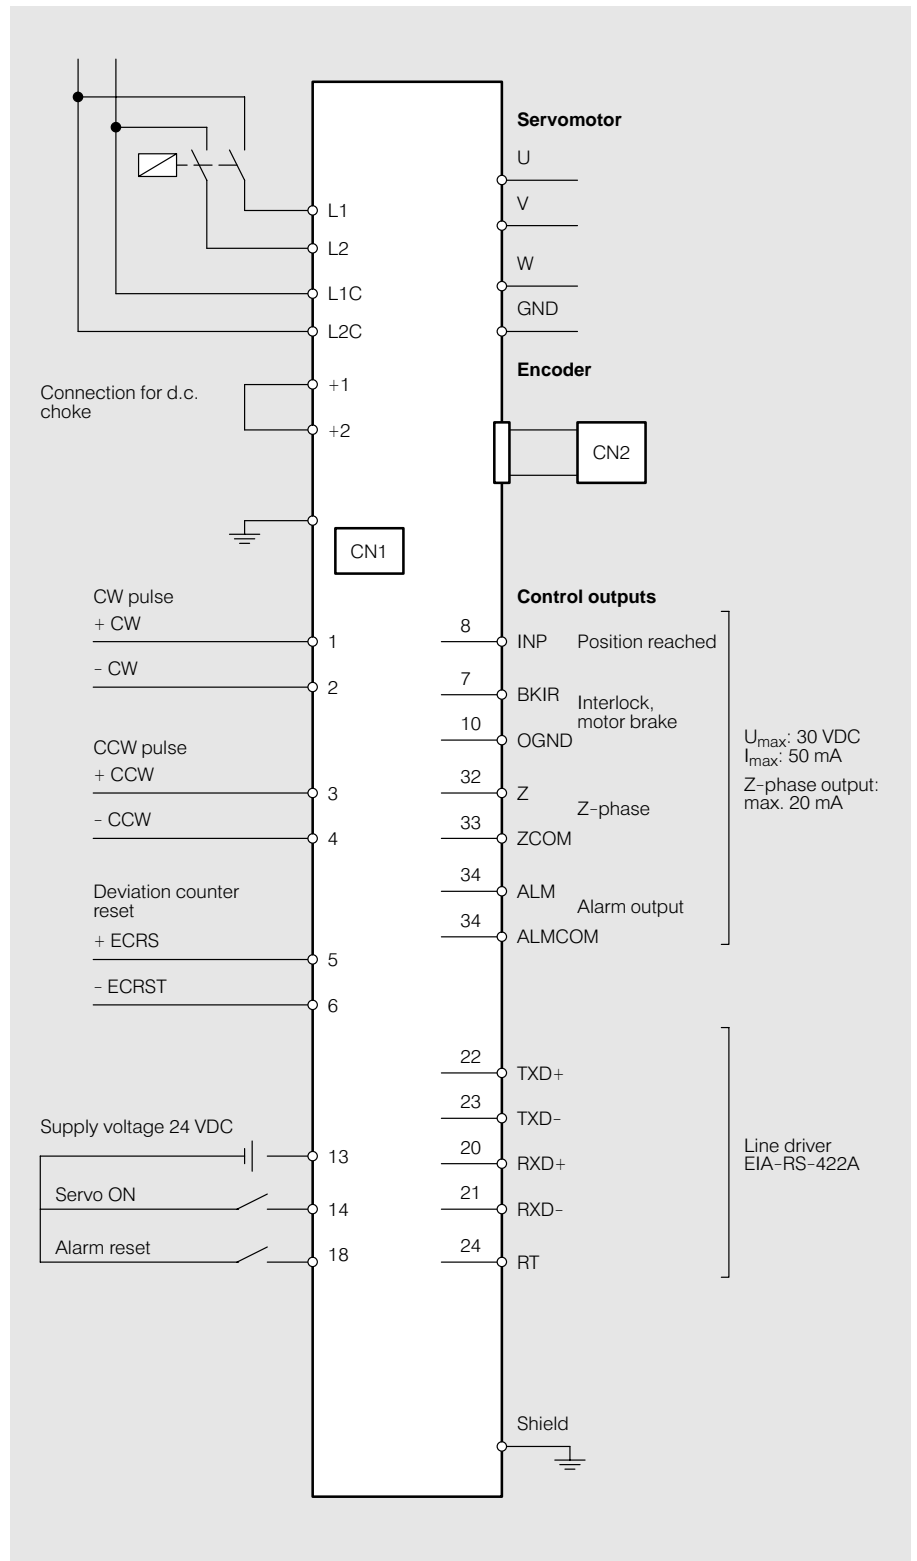 Servomotor
U
V
W
GND
L1
L2
L1C
L2C
Encoder
Connection for d.c.
choke
+1
+2
CN2
CN1
CW pulse
+ CW
1
- CW
2
CCW pulse
+ CCW
3
- CCW
4
Deviation counter
reset
+ ECRS
5
- ECRST
6
Supply voltage 24 VDC
13
Servo ON
14
Alarm reset
18
Control outputs
8
INP
Position reached
7
BKIR
Interlock,
motor brake
10
OGND
32
Z
Z-phase
33
ZCOM
34
ALM
Alarm output
34
ALMCOM
Umax: 30 VDC
Imax: 50 mA
Z-phase output:
max. 20 mA
22
TXD+
23
TXD-
20
RXD+
21
RXD-
24
RT
Line driver
EIA-RS-422A
Shield